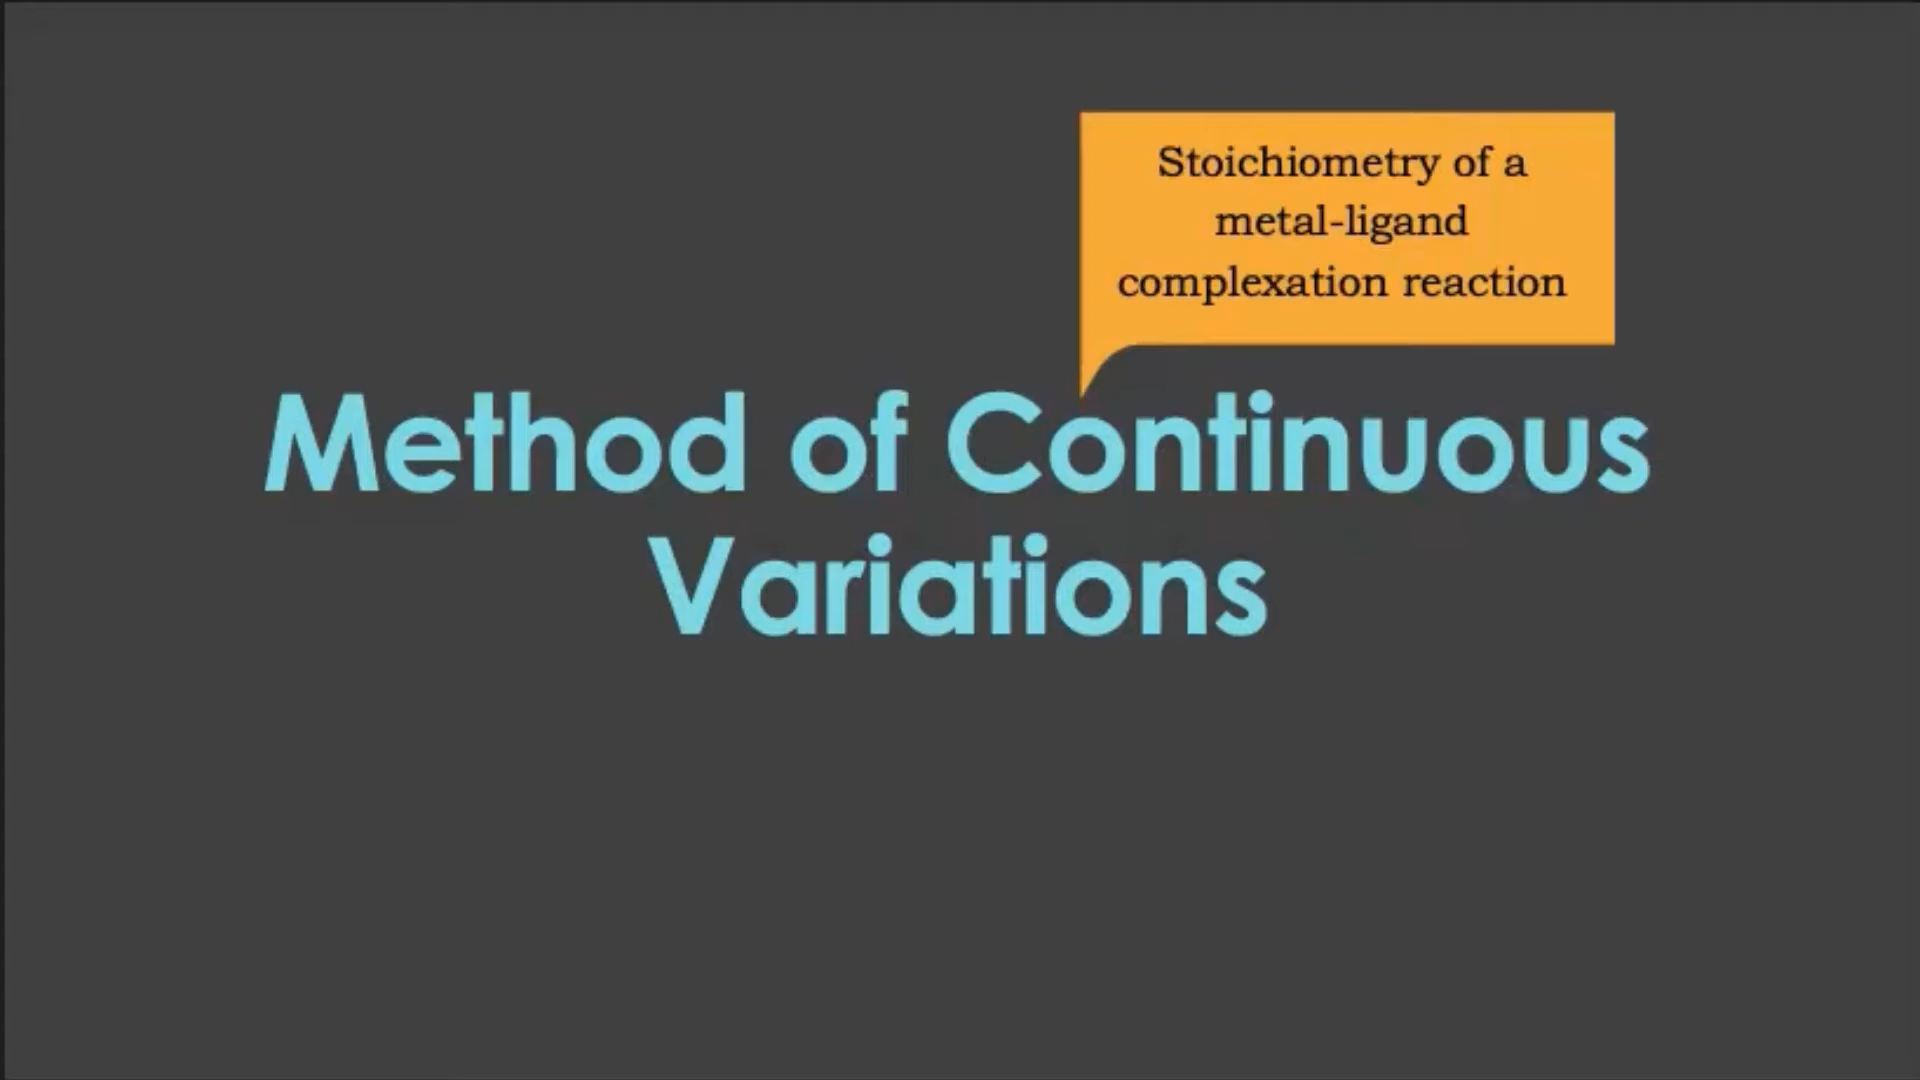 Stoichiometry of a
metal-ligand
complexation reaction
Method of Continuous
Variations